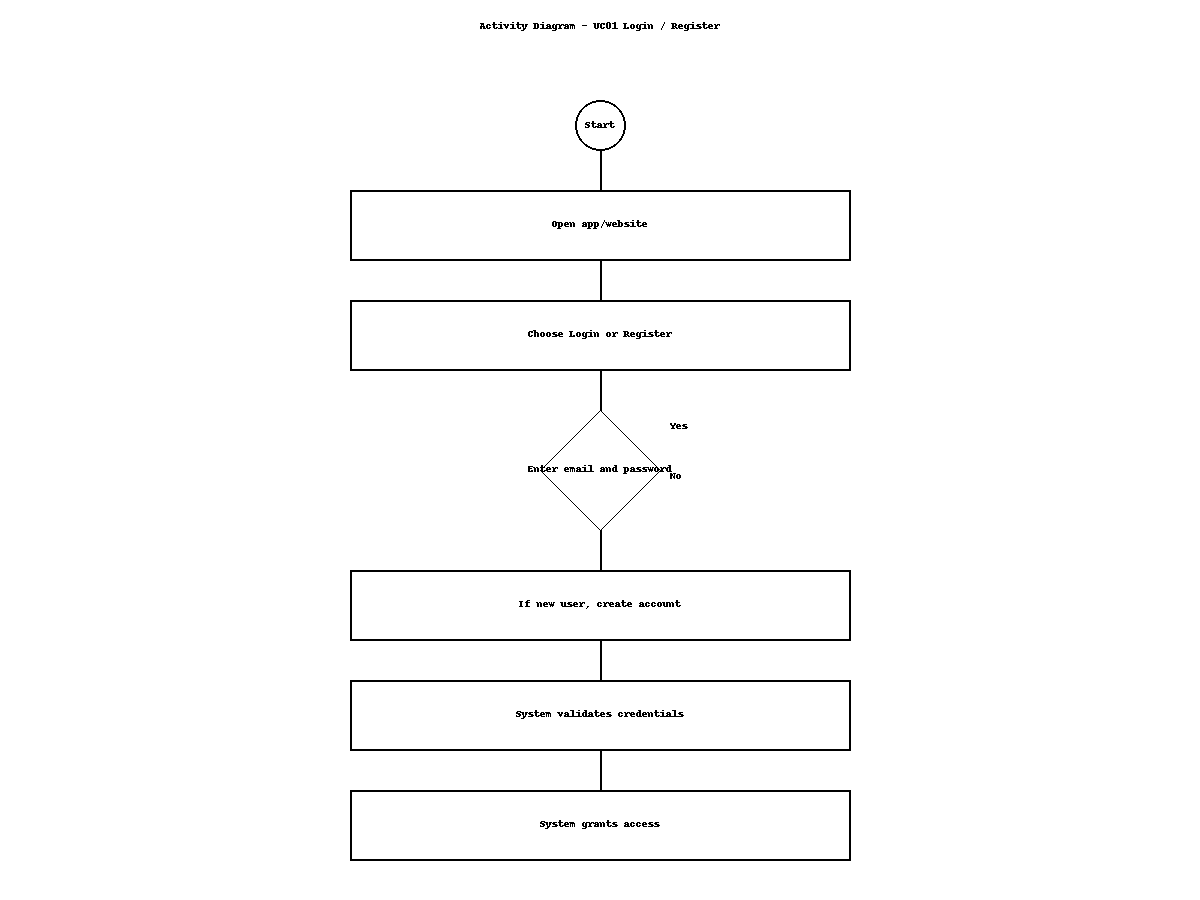 Activity Diagram - UC01 Login / Register
Start
Open app/website
Choose Login or Register
Yes
Enter email and password
No
If new user, create account
System validates credentials
System grants access